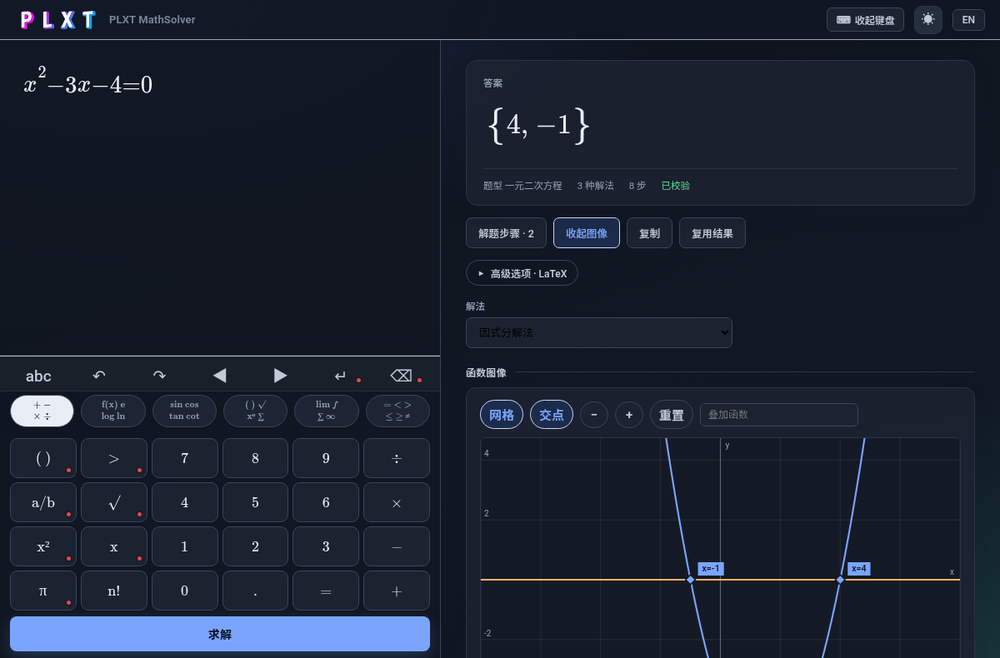 PLXT PLXT MathSolver ⌨ 收起键盘 EN
x²−3x−4=0
答案
{4, −1}
题型 一元二次方程 3 种解法 8 步 已校验
解题步骤 · 2 收起图像 复制 复用结果
▸ 高级选项 · LaTeX
解法
因式分解法
函数图像
网格 交点 − + 重置 叠加函数
y
4
2
x=-1 x=4 x
-2
abc ↶ ↷ ◀ ▶ ↵ ⌫
+ − f(x) e sin cos ( ) √ lim ∫ = < >
× ÷ log ln tan cot xⁿ ∑ ∑ ∞ ≤ ≥ ≠
( ) > 7 8 9 ÷
a/b √ 4 5 6 ×
x² x 1 2 3 −
π n! 0 . = +
求解